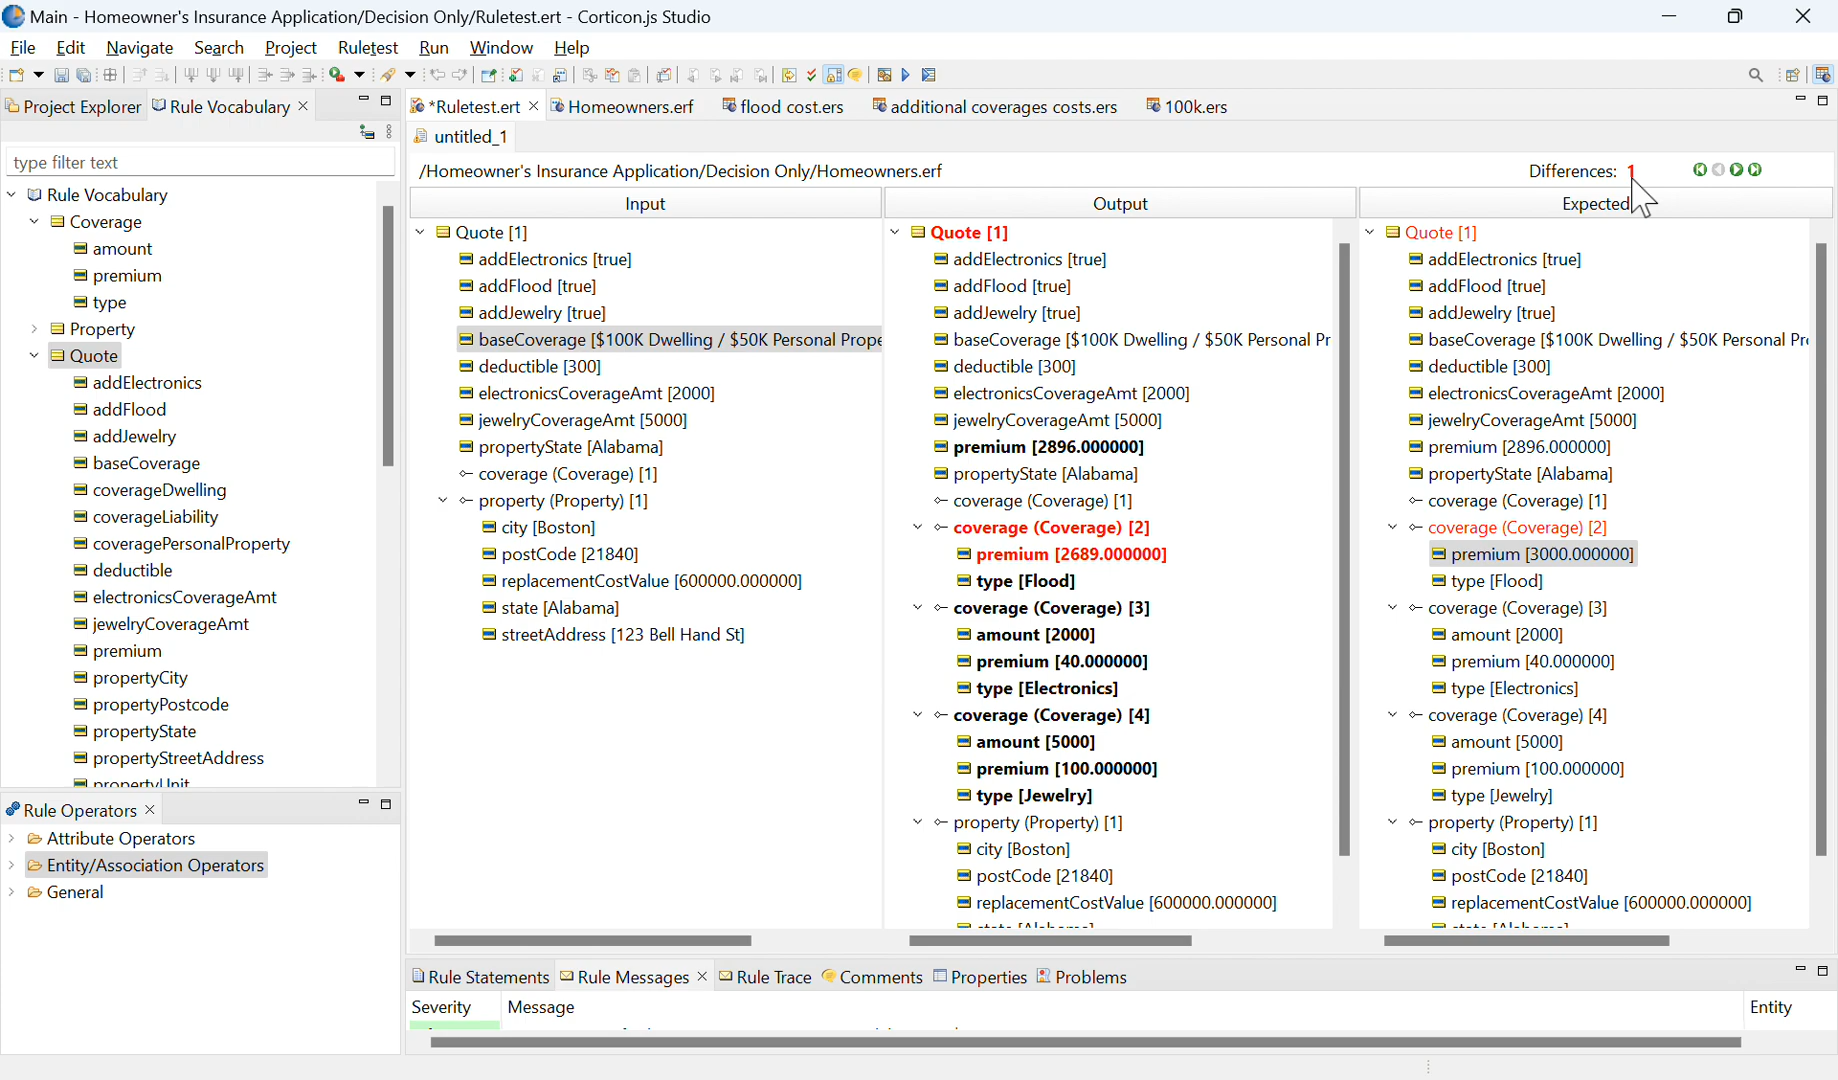 Main - Homeowner's Insurance Application/Decision Only/Ruletest.ert - Corticon.js Studio
File Edit Navigate Search Project Ruletest Run Window Help
Project Explorer Rule Vocabulary
type filter text
Rule Vocabulary
Coverage
amount
premium
type
Property
Quote
addElectronics
addFlood
addJewelry
baseCoverage
coverageDwelling
coverageLiability
coveragePersonalProperty
deductible
electronicsCoverageAmt
jewelryCoverageAmt
premium
propertyCity
propertyPostcode
propertyState
propertyStreetAddress
propertyUnit
Rule Operators
Attribute Operators
Entity/Association Operators
General
*Ruletest.ert Homeowners.erf flood cost.ers additional coverages costs.ers 100k.ers
untitled_1
/Homeowner's Insurance Application/Decision Only/Homeowners.erf
Differences: 1
Input
Quote [1]
addElectronics [true]
addFlood [true]
addJewelry [true]
baseCoverage [$100K Dwelling / $50K Personal Prope
deductible [300]
electronicsCoverageAmt [2000]
jewelryCoverageAmt [5000]
propertyState [Alabama]
coverage (Coverage) [1]
property (Property) [1]
city [Boston]
postCode [21840]
replacementCostValue [600000.000000]
state [Alabama]
streetAddress [123 Bell Hand St]
Output
Quote [1]
addElectronics [true]
addFlood [true]
addJewelry [true]
baseCoverage [$100K Dwelling / $50K Personal Pr
deductible [300]
electronicsCoverageAmt [2000]
jewelryCoverageAmt [5000]
premium [2896.000000]
propertyState [Alabama]
coverage (Coverage) [1]
coverage (Coverage) [2]
premium [2689.000000]
type [Flood]
coverage (Coverage) [3]
amount [2000]
premium [40.000000]
type [Electronics]
coverage (Coverage) [4]
amount [5000]
premium [100.000000]
type [Jewelry]
property (Property) [1]
city [Boston]
postCode [21840]
replacementCostValue [600000.000000]
state [Alabama]
Expected
Quote [1]
addElectronics [true]
addFlood [true]
addJewelry [true]
baseCoverage [$100K Dwelling / $50K Personal Pr
deductible [300]
electronicsCoverageAmt [2000]
jewelryCoverageAmt [5000]
premium [2896.000000]
propertyState [Alabama]
coverage (Coverage) [1]
coverage (Coverage) [2]
premium [3000.000000]
type [Flood]
coverage (Coverage) [3]
amount [2000]
premium [40.000000]
type [Electronics]
coverage (Coverage) [4]
amount [5000]
premium [100.000000]
type [Jewelry]
property (Property) [1]
city [Boston]
postCode [21840]
replacementCostValue [600000.000000]
state [Alabama]
Rule Statements Rule Messages Rule Trace Comments Properties Problems
Severity Message Entity